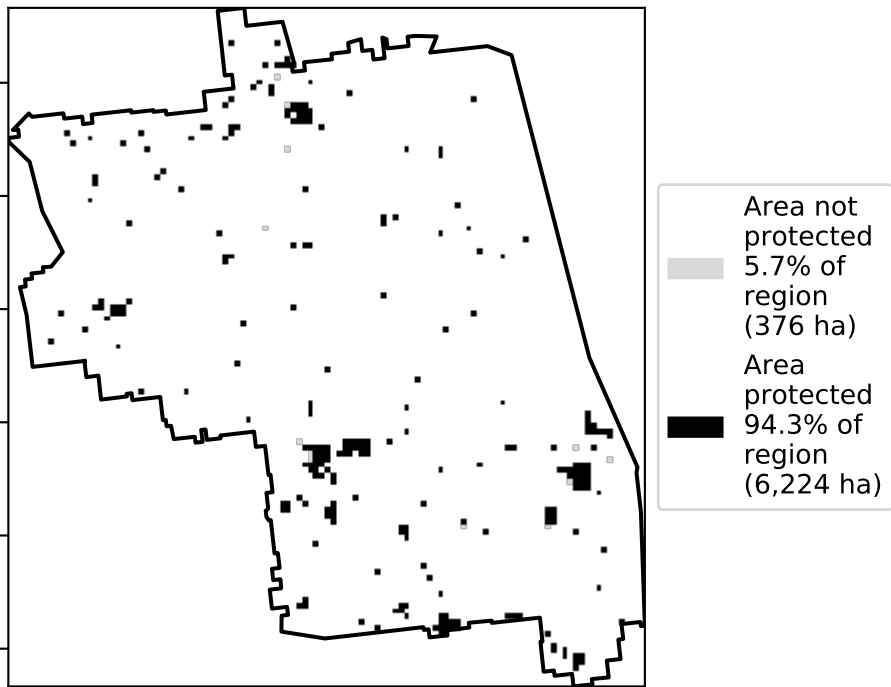 Area not
protected
5.7% of
region
(376 ha)
Area
protected
94.3% of
region
(6,224 ha)